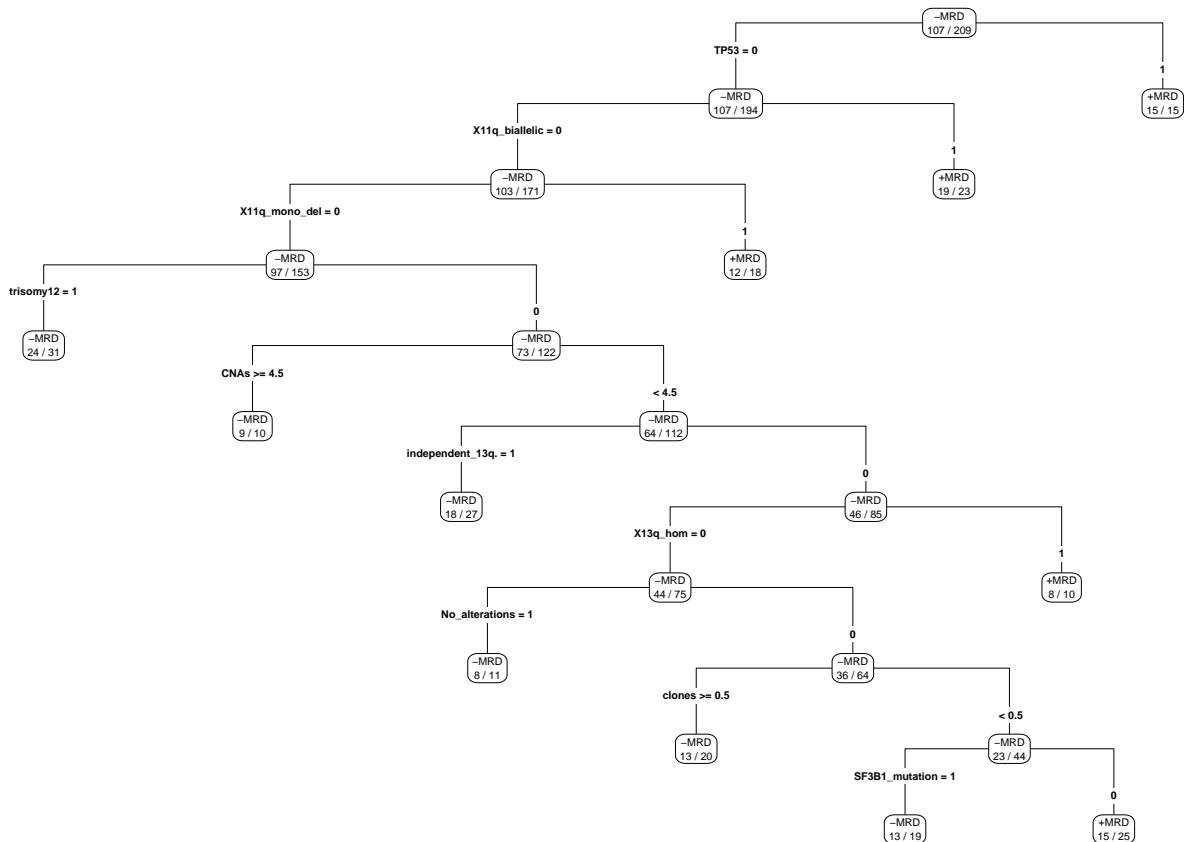 −MRD
107 / 209
TP53 = 0
1
−MRD
107 / 194
+MRD
15 / 15
X11q_biallelic = 0
1
−MRD
103 / 171
+MRD
19 / 23
X11q_mono_del = 0
1
−MRD
97 / 153
+MRD
12 / 18
trisomy12 = 1
0
−MRD
24 / 31
−MRD
73 / 122
CNAs >= 4.5
< 4.5
−MRD
9 / 10
−MRD
64 / 112
independent_13q. = 1
0
−MRD
18 / 27
−MRD
46 / 85
X13q_hom = 0
1
−MRD
44 / 75
+MRD
8 / 10
No_alterations = 1
0
−MRD
8 / 11
−MRD
36 / 64
clones >= 0.5
< 0.5
−MRD
13 / 20
−MRD
23 / 44
SF3B1_mutation = 1
0
−MRD
13 / 19
+MRD
15 / 25